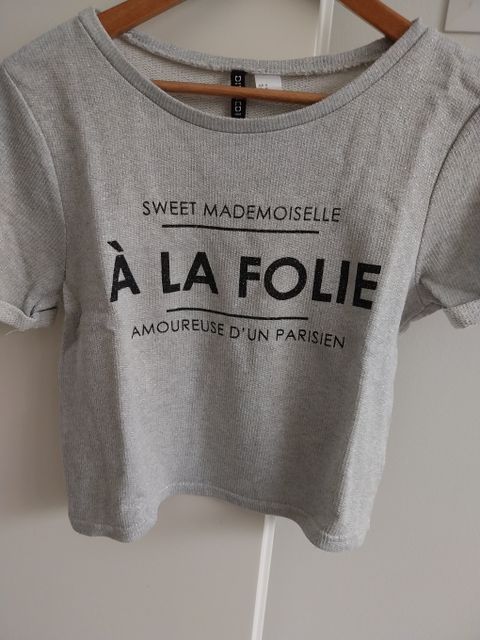 SWEET MADEMOISELLE
À LA FOLIE
AMOUREUSE D'UN PARISIEN